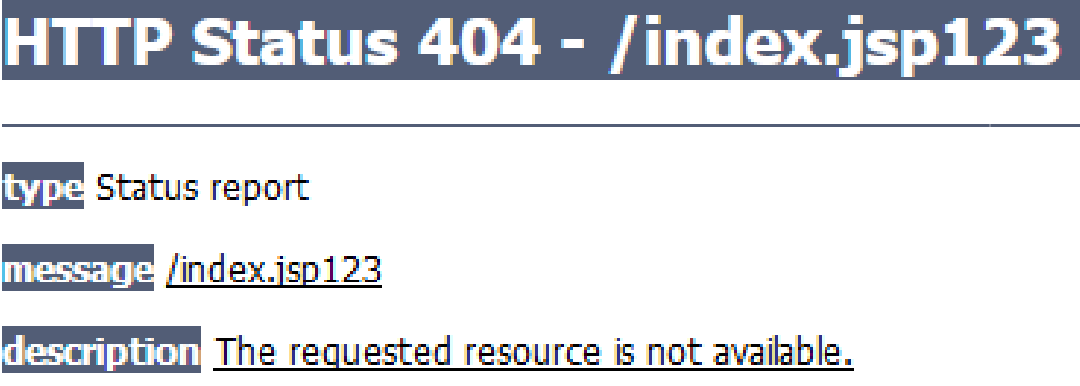 HTTP Status 404 - /index.jsp123
type Status report
message /index.jsp123
description The requested resource is not available.